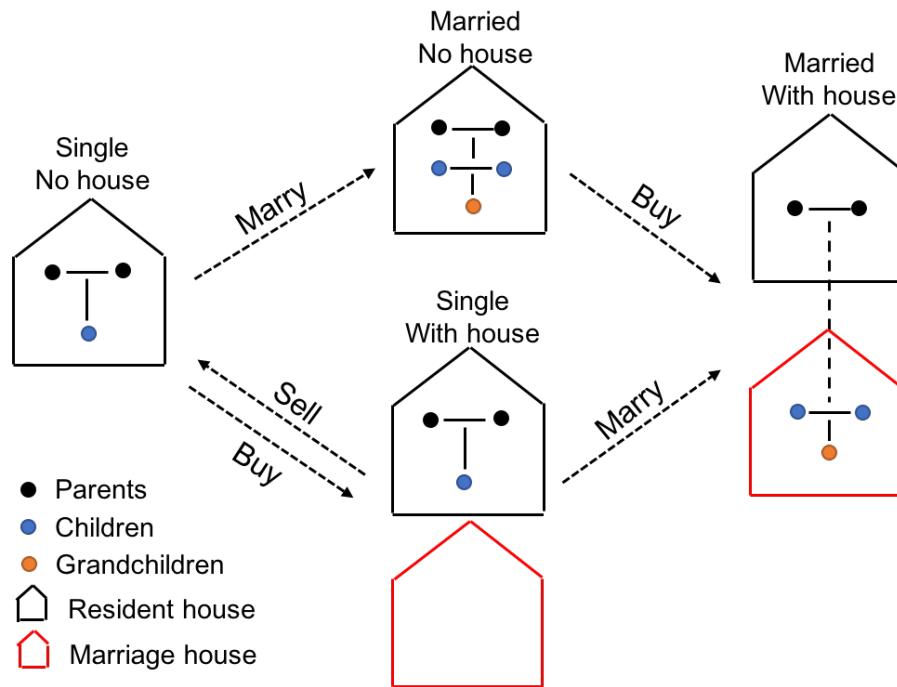 Married
No house
Married
With house
Single
No house
Marry
Buy
Single
With house
Sell
Buy
Marry
Parents
Children
Grandchildren
Resident house
Marriage house